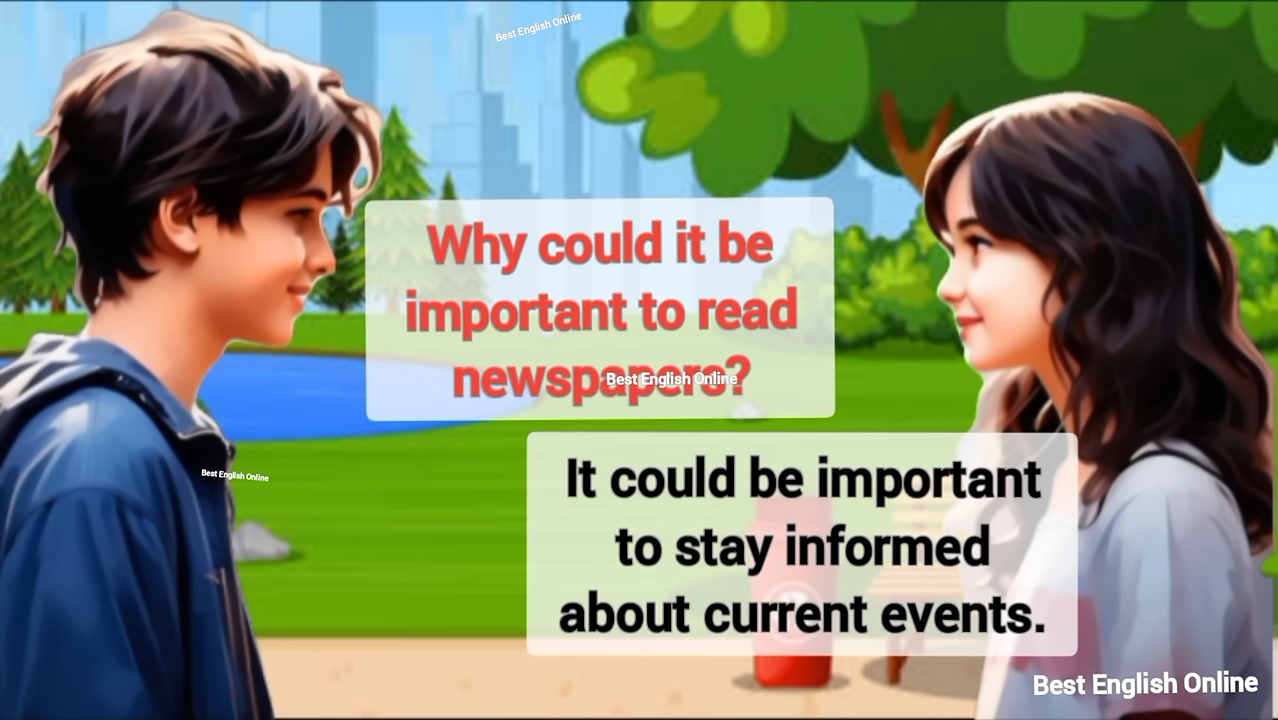 Best English Online
Why could it be
important to read
newspapers?
Best English Online
It could be important
to stay informed
about current events.
Best English Online
Best English Online